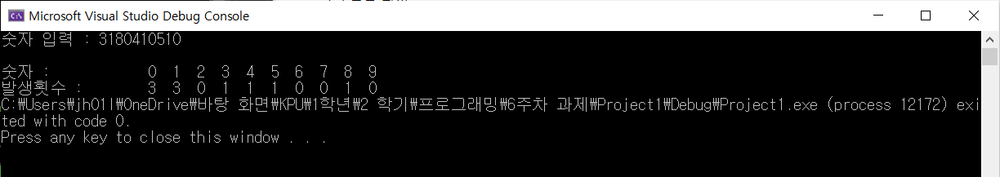 Microsoft Visual Studio Debug Console
숫자 입력 : 3180410510
숫자 : 0 1 2 3 4 5 6 7 8 9
발생횟수 : 3 3 0 1 1 1 0 0 1 0
C:₩Users₩jh01l₩OneDrive₩바탕 화면₩KPU₩1학년₩2 학기₩프로그래밍₩6주차 과제₩Project1₩Debug₩Project1.exe (process 12172) exi
ted with code 0.
Press any key to close this window . . .